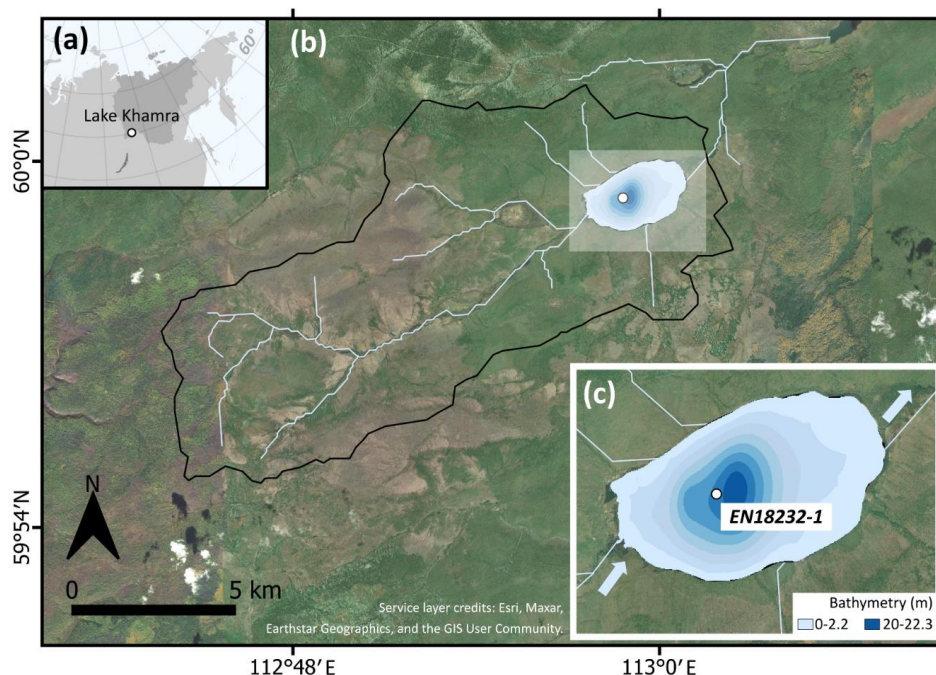 (a)
60°
Lake Khamra
(b)
60°0′N
59°54′N
N
0 5 km
Service layer credits: Esri, Maxar,
Earthstar Geographics, and the GIS User Community.
(c)
EN18232-1
Bathymetry (m)
0-2.2 20-22.3
112°48′E 113°0′E